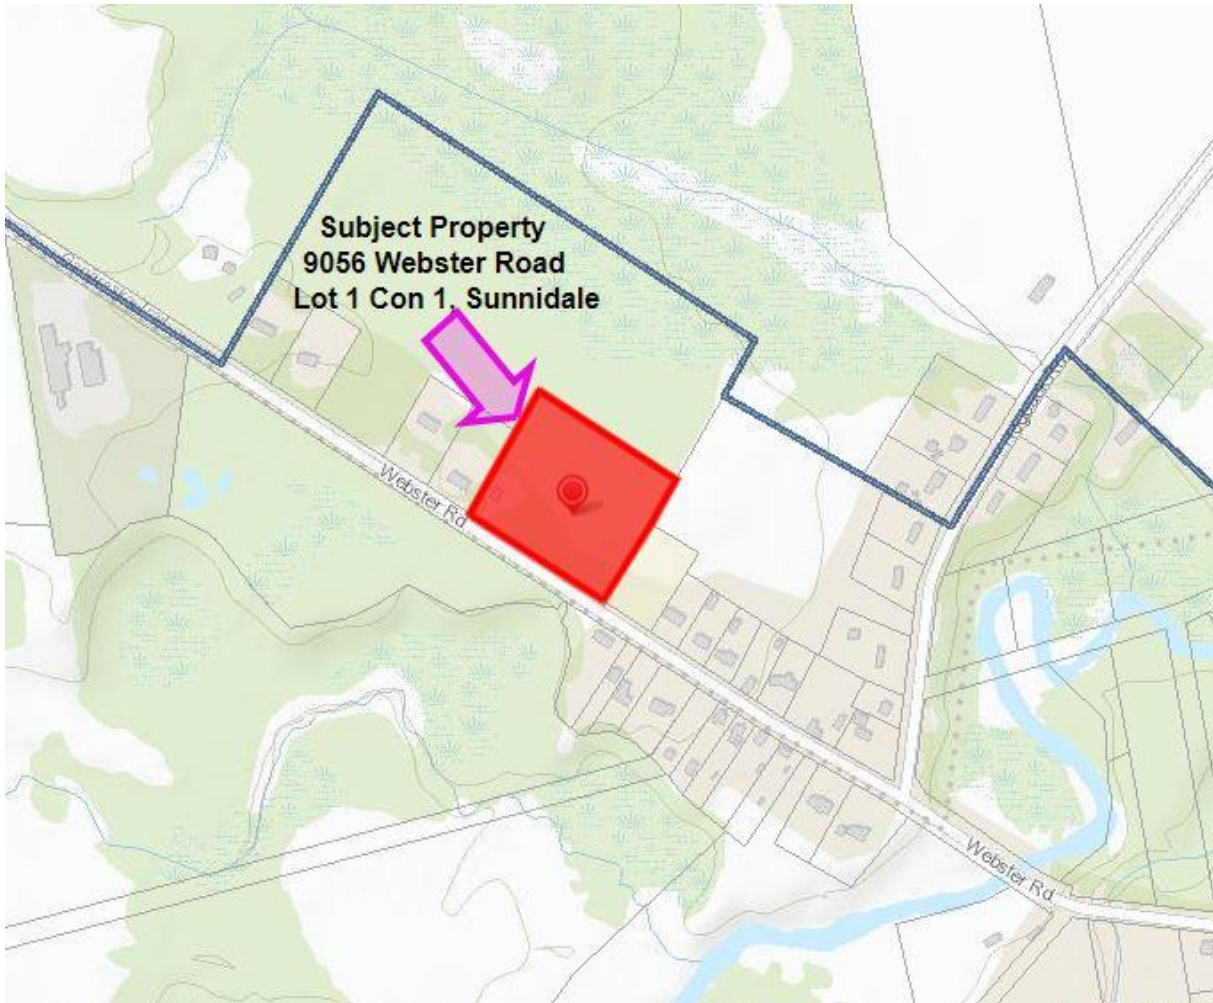 Subject Property
9056 Webster Road
Lot 1 Con 1, Sunnidale
Webster Rd
Webster Rd